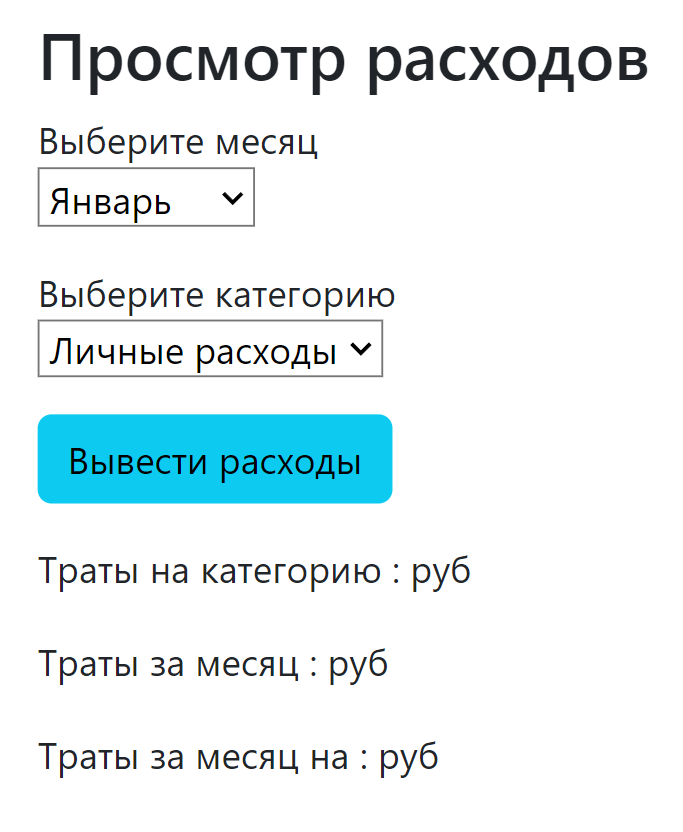 Просмотр расходов
Выберите месяц
Январь
Выберите категорию
Личные расходы
Вывести расходы
Траты на категорию : руб
Траты за месяц : руб
Траты за месяц на : руб